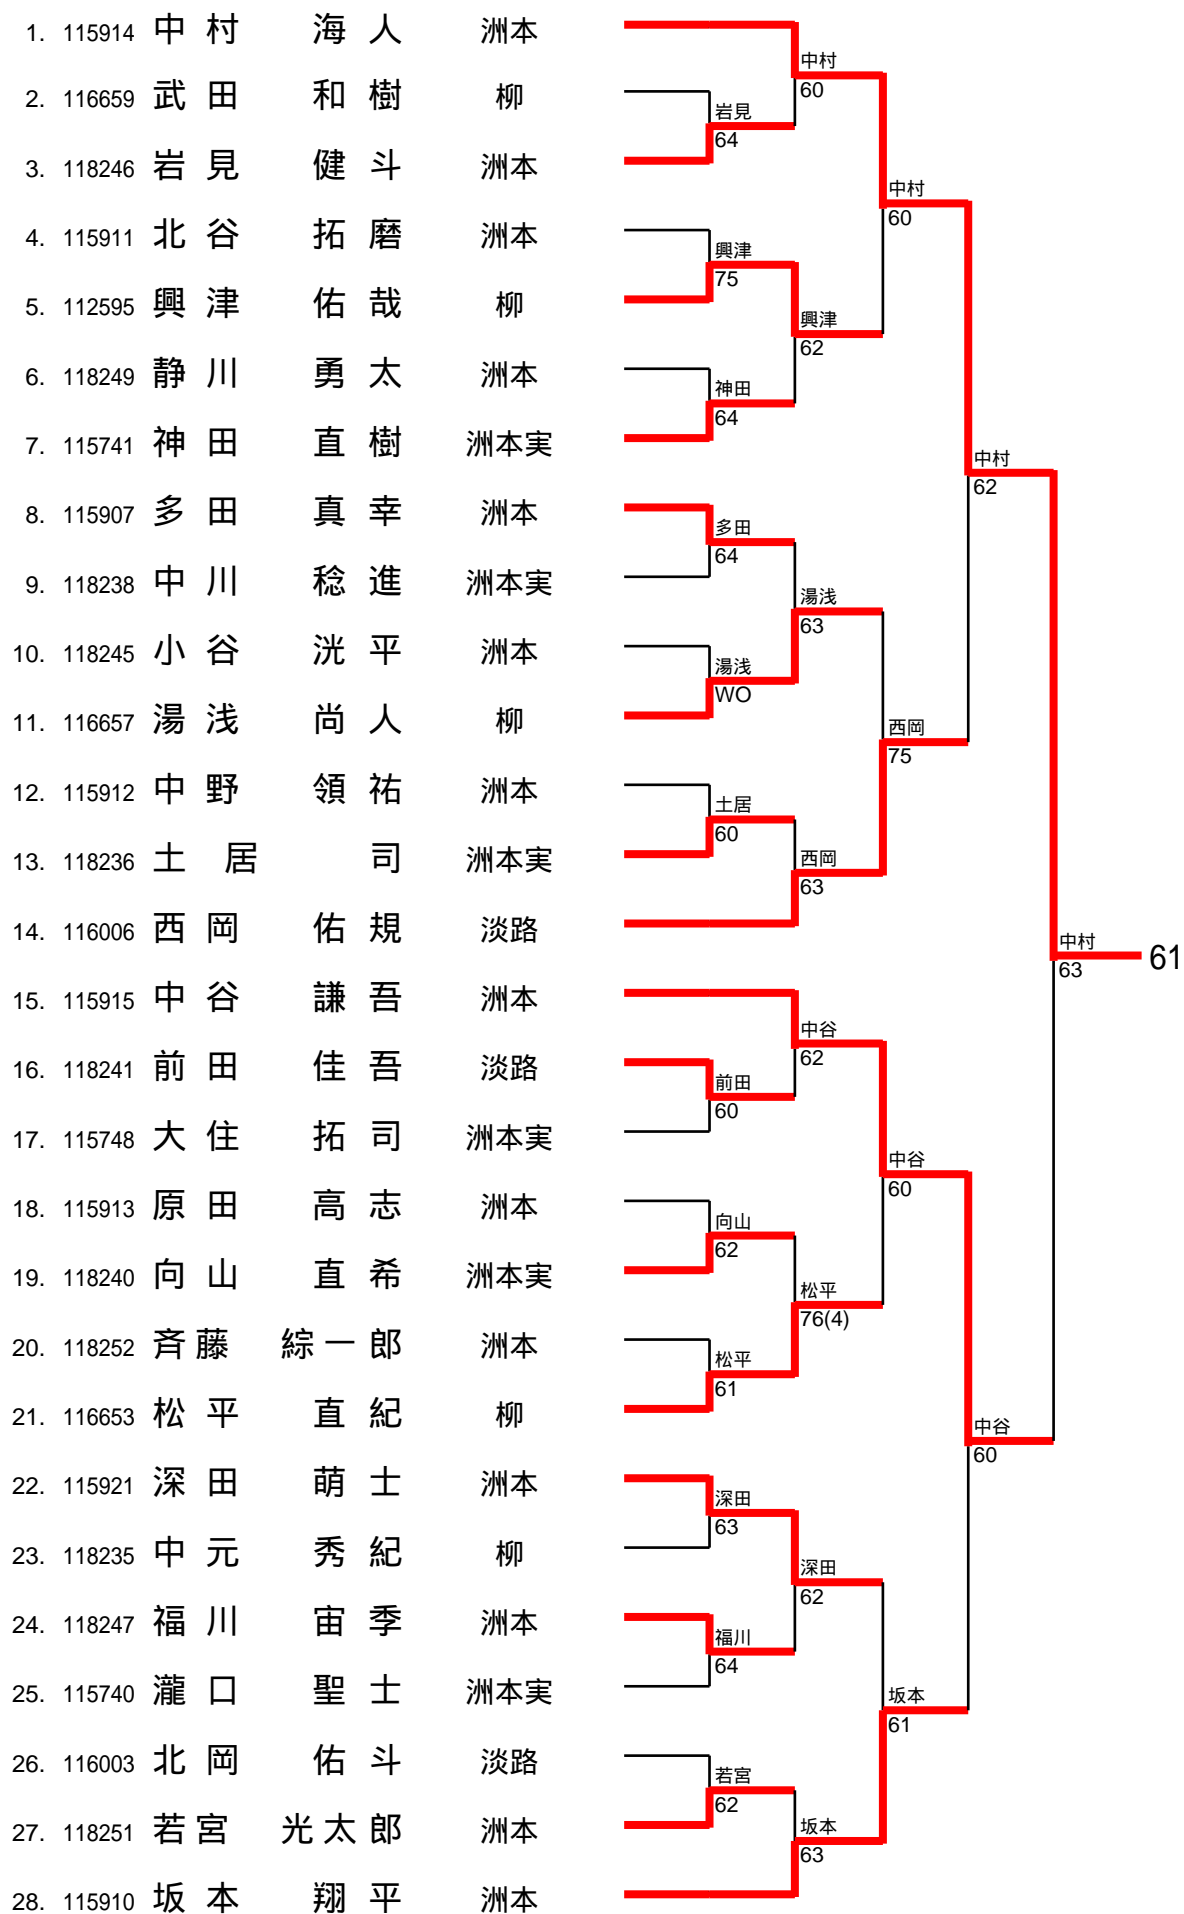 1. 115914 中村 海人 洲本
2. 116659 武田 和樹 柳
3. 118246 岩見 健斗 洲本
4. 115911 北谷 拓磨 洲本
5. 112595 興津 佑哉 柳
6. 118249 静川 勇太 洲本
7. 115741 神田 直樹 洲本実
8. 115907 多田 真幸 洲本
9. 118238 中川 稔進 洲本実
10. 118245 小谷 洸平 洲本
11. 116657 湯浅 尚人 柳
12. 115912 中野 領祐 洲本
13. 118236 土居 司 洲本実
14. 116006 西岡 佑規 淡路
15. 115915 中谷 謙吾 洲本
16. 118241 前田 佳吾 淡路
17. 115748 大住 拓司 洲本実
18. 115913 原田 高志 洲本
19. 118240 向山 直希 洲本実
20. 118252 斉藤 綜一郎 洲本
21. 116653 松平 直紀 柳
22. 115921 深田 萌士 洲本
23. 118235 中元 秀紀 柳
24. 118247 福川 宙季 洲本
25. 115740 瀧口 聖士 洲本実
26. 116003 北岡 佑斗 淡路
27. 118251 若宮 光太郎 洲本
28. 115910 坂本 翔平 洲本
岩見
64
興津
75
神田
64
多田
64
湯浅
WO
土居
60
前田
60
向山
62
松平
61
深田
63
福川
64
若宮
62
中村
60
興津
62
湯浅
63
西岡
63
中谷
62
松平
76(4)
深田
62
坂本
63
中村
60
西岡
75
中谷
60
坂本
61
中村
62
中谷
60
中村
63
61